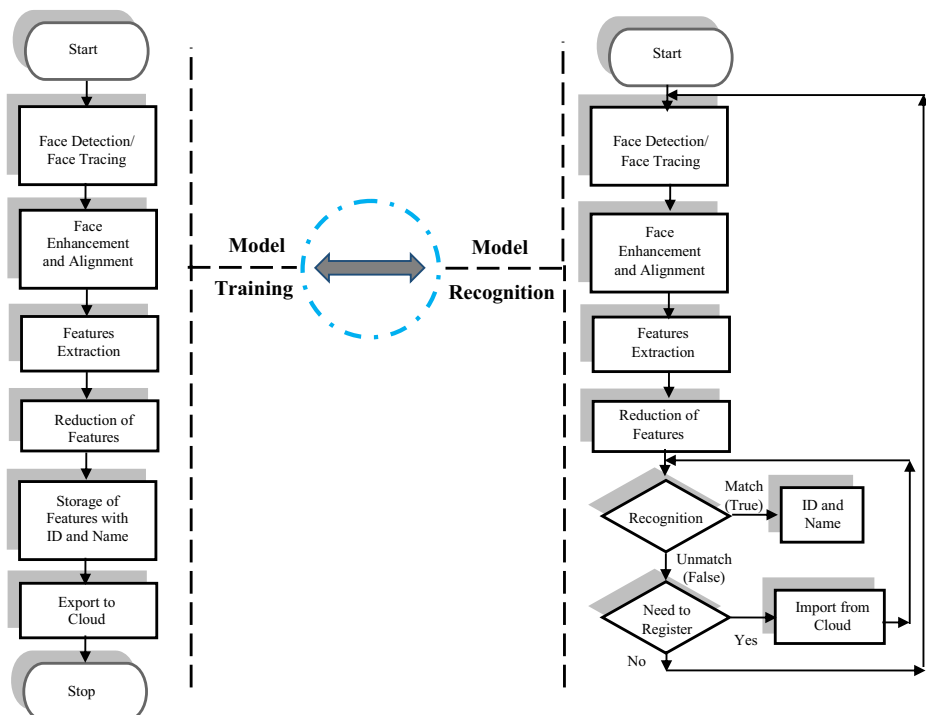 Start
Face Detection/
Face Tracing
Face
Enhancement
and Alignment
Features
Extraction
Reduction of
Features
Storage of
Features with
ID and Name
Export to
Cloud
Stop
Model
Training
Model
Recognition
Start
Face Detection/
Face Tracing
Face
Enhancement
and Alignment
Features
Extraction
Reduction of
Features
Recognition
Match
(True)
ID and
Name
Unmatch
(False)
Need to
Register
Yes
Import from
Cloud
No